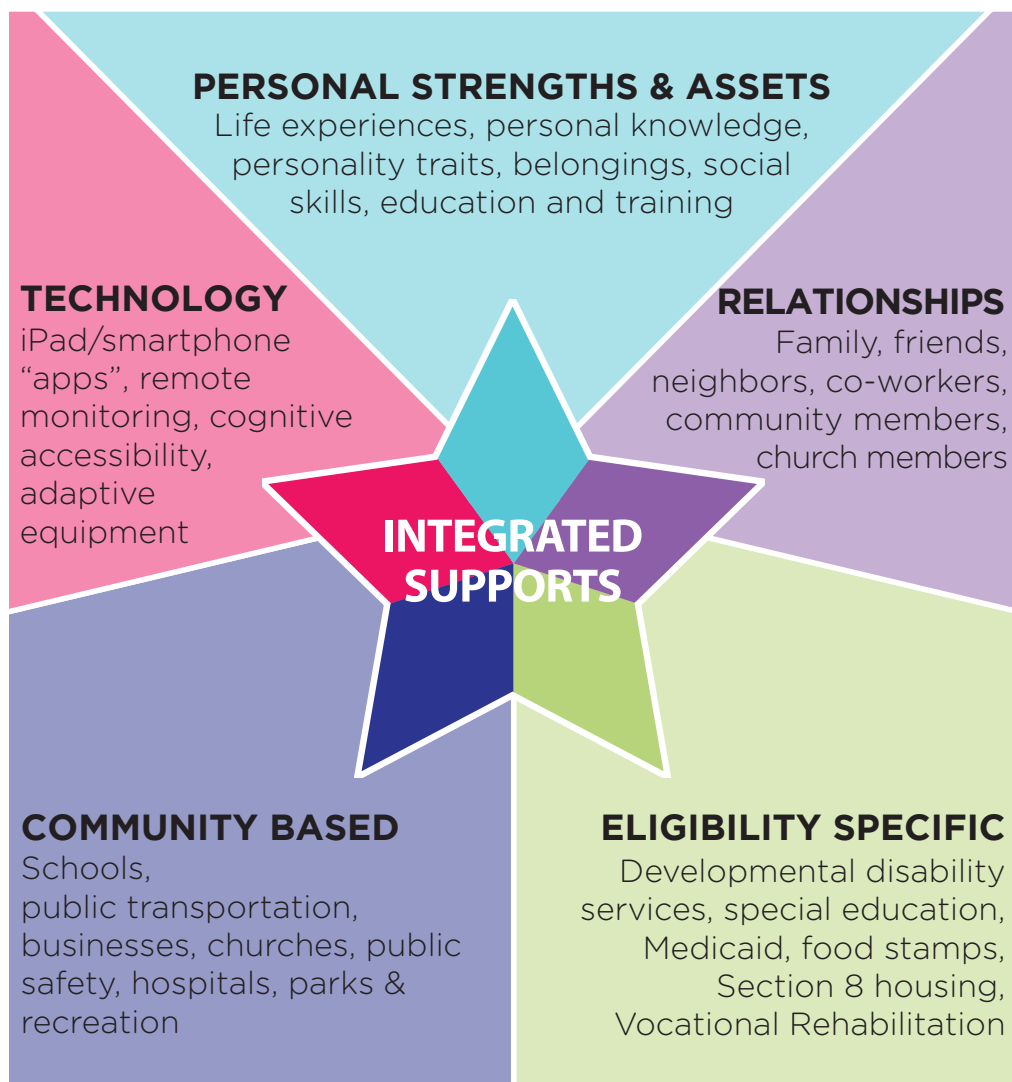 PERSONAL STRENGTHS & ASSETS
Life experiences, personal knowledge,
personality traits, belongings, social
skills, education and training
TECHNOLOGY
iPad/smartphone
“apps”, remote
monitoring, cognitive
accessibility,
adaptive
equipment
RELATIONSHIPS
Family, friends,
neighbors, co-workers,
community members,
church members
INTEGRATED
SUPPORTS
COMMUNITY BASED
Schools,
public transportation,
businesses, churches, public
safety, hospitals, parks &
recreation
ELIGIBILITY SPECIFIC
Developmental disability
services, special education,
Medicaid, food stamps,
Section 8 housing,
Vocational Rehabilitation